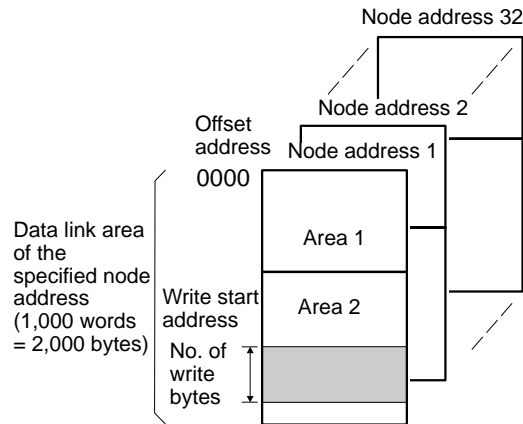 Node address 32
Node address 2
Offset
address
Node address 1
0000
Data link area
of the
specified node
address
(1,000 words
= 2,000 bytes)
Area 1
Write start
address
Area 2
No. of
write
bytes